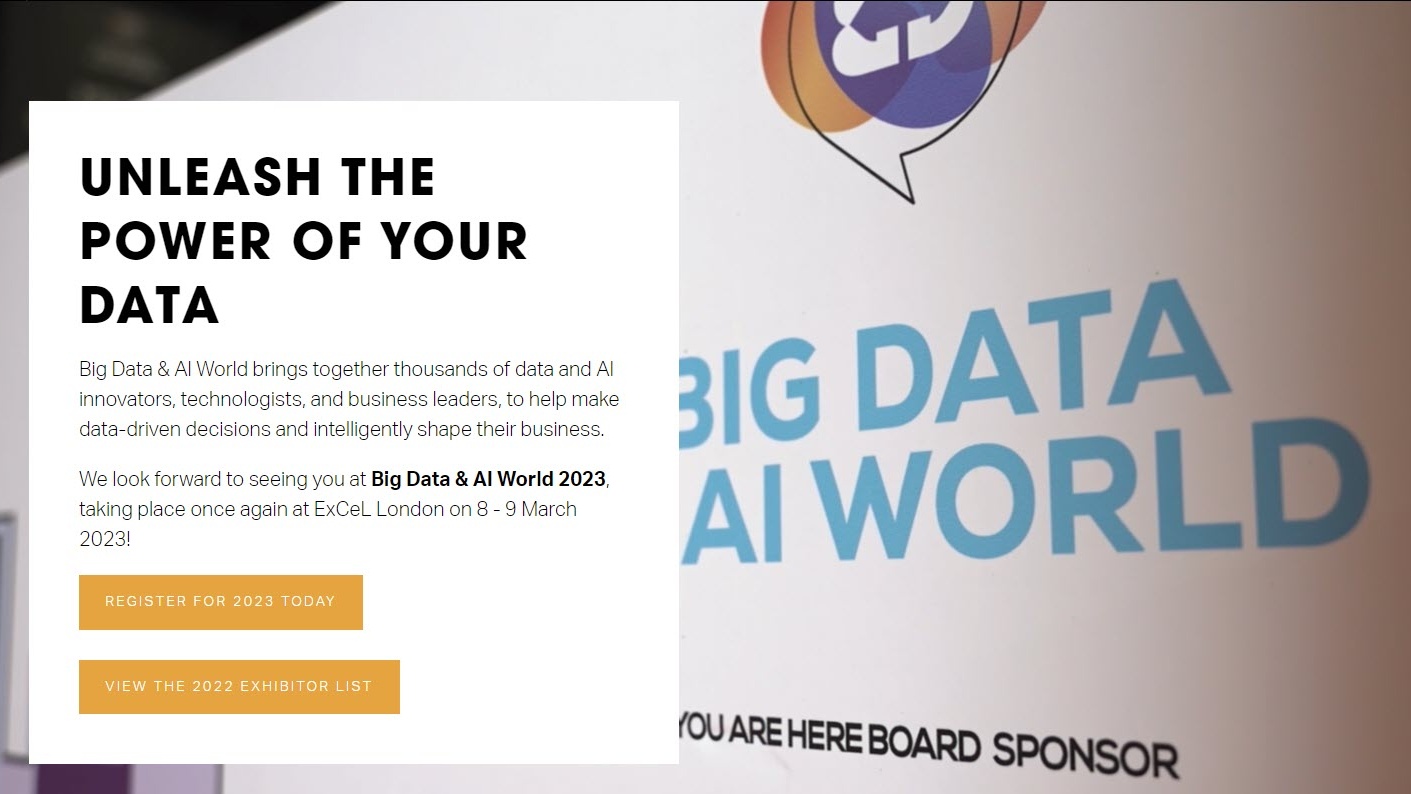 UNLEASH THE
POWER OF YOUR
DATA
Big Data & AI World brings together thousands of data and AI
innovators, technologists, and business leaders, to help make
data-driven decisions and intelligently shape their business.
We look forward to seeing you at Big Data & AI World 2023,
taking place once again at ExCeL London on 8 - 9 March
2023!
REGISTER FOR 2023 TODAY
VIEW THE 2022 EXHIBITOR LIST
BIG DATA
AI WORLD
YOU ARE HERE BOARD SPONSOR